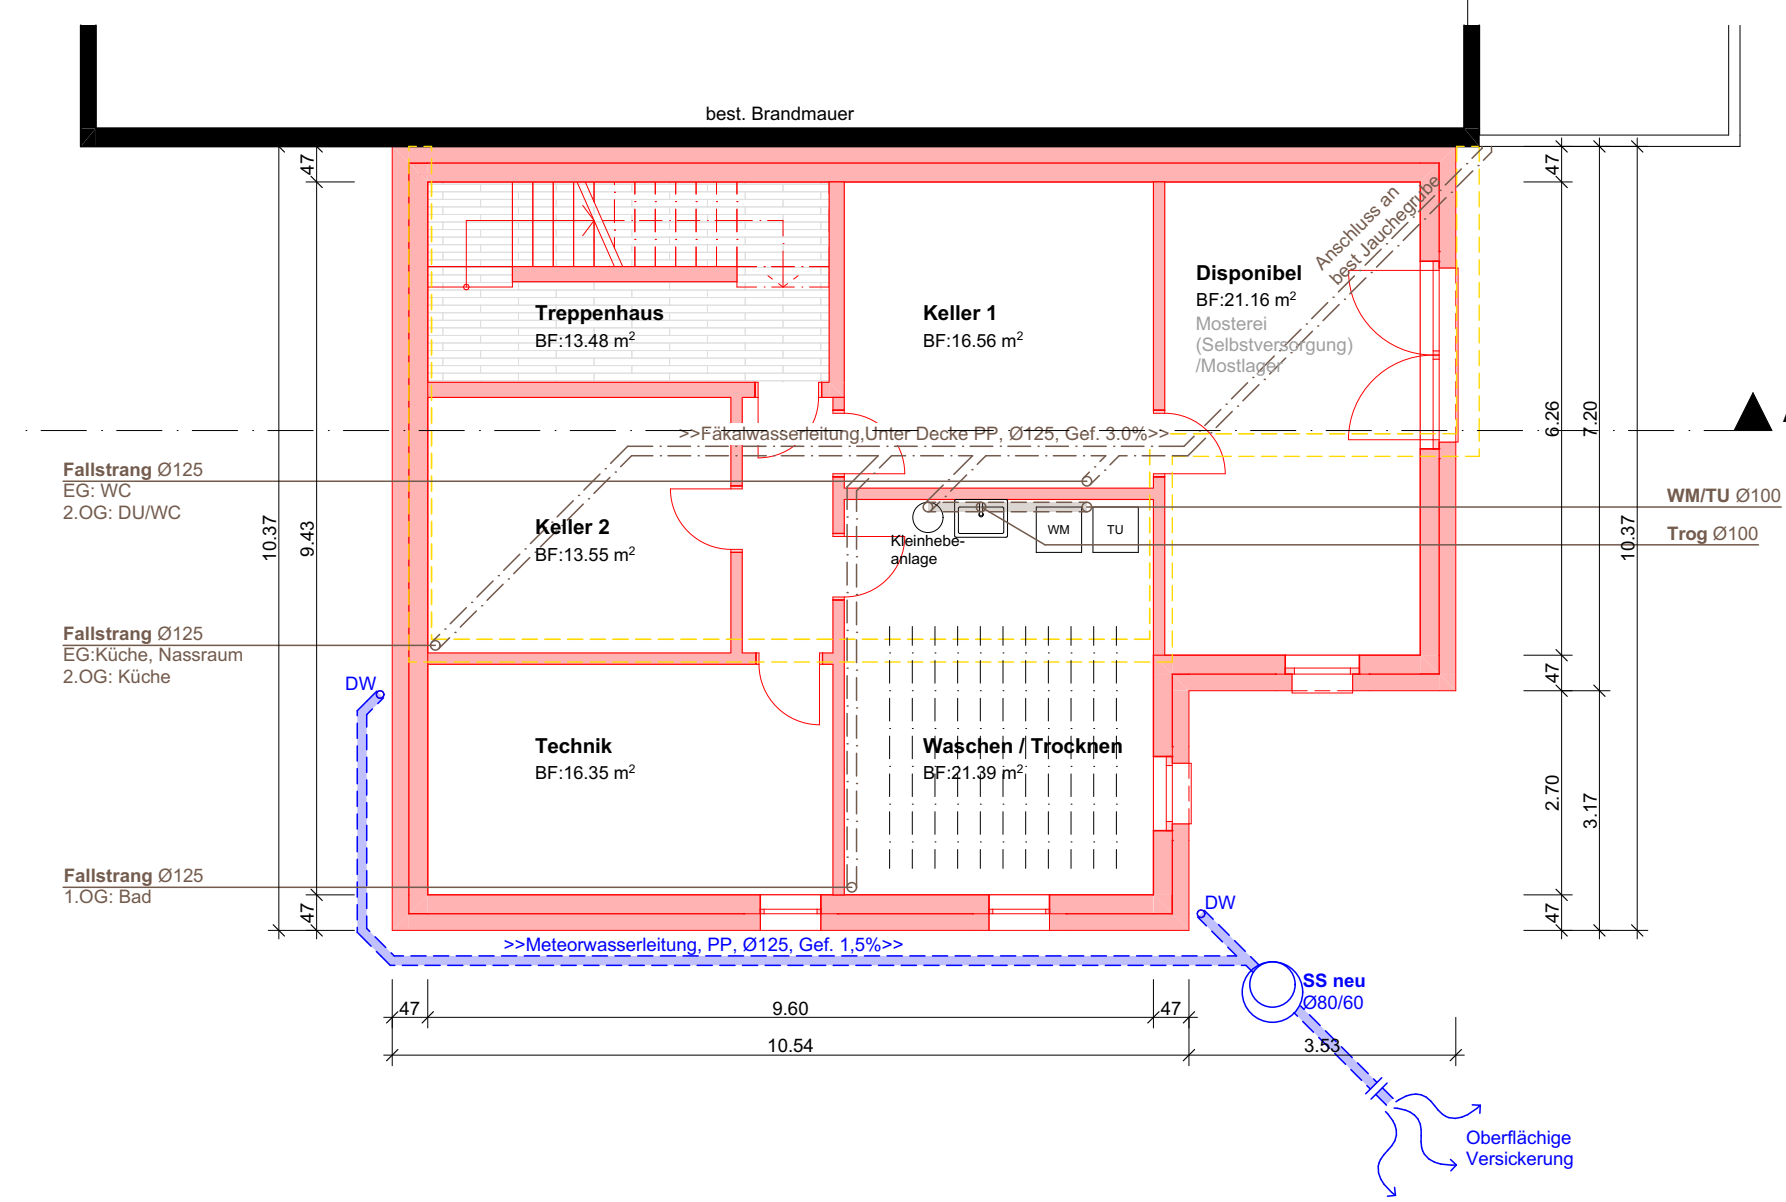 best. Brandmauer
47
47
47
Anschluss an
best Jauchegrube
Disponibel
BF:21.16 m²
Mosterei
(Selbstversorgung)
/Mostlager
Treppenhaus
BF:13.48 m²
Keller 1
BF:16.56 m²
6.26
7.20
>>Fäkalwasserleitung,Unter Decke PP, Ø125, Gef. 3.0%>>
Fallstrang Ø125
EG: WC
2.OG: DU/WC
WM/TU Ø100
Trog Ø100
10.37
9.43
10.37
Keller 2
BF:13.55 m²
WM
TU
Kleinhebe-
anlage
Fallstrang Ø125
EG:Küche, Nassraum
2.OG: Küche
DW
47
Technik
BF:16.35 m²
Waschen / Trocknen
BF:21.39 m²
2.70
3.17
Fallstrang Ø125
1.OG: Bad
47
DW
>>Meteorwasserleitung, PP, Ø125, Gef. 1,5%>>
SS neu
Ø80/60
47
9.60
47
10.54
3.53
Oberflächige
Versickerung